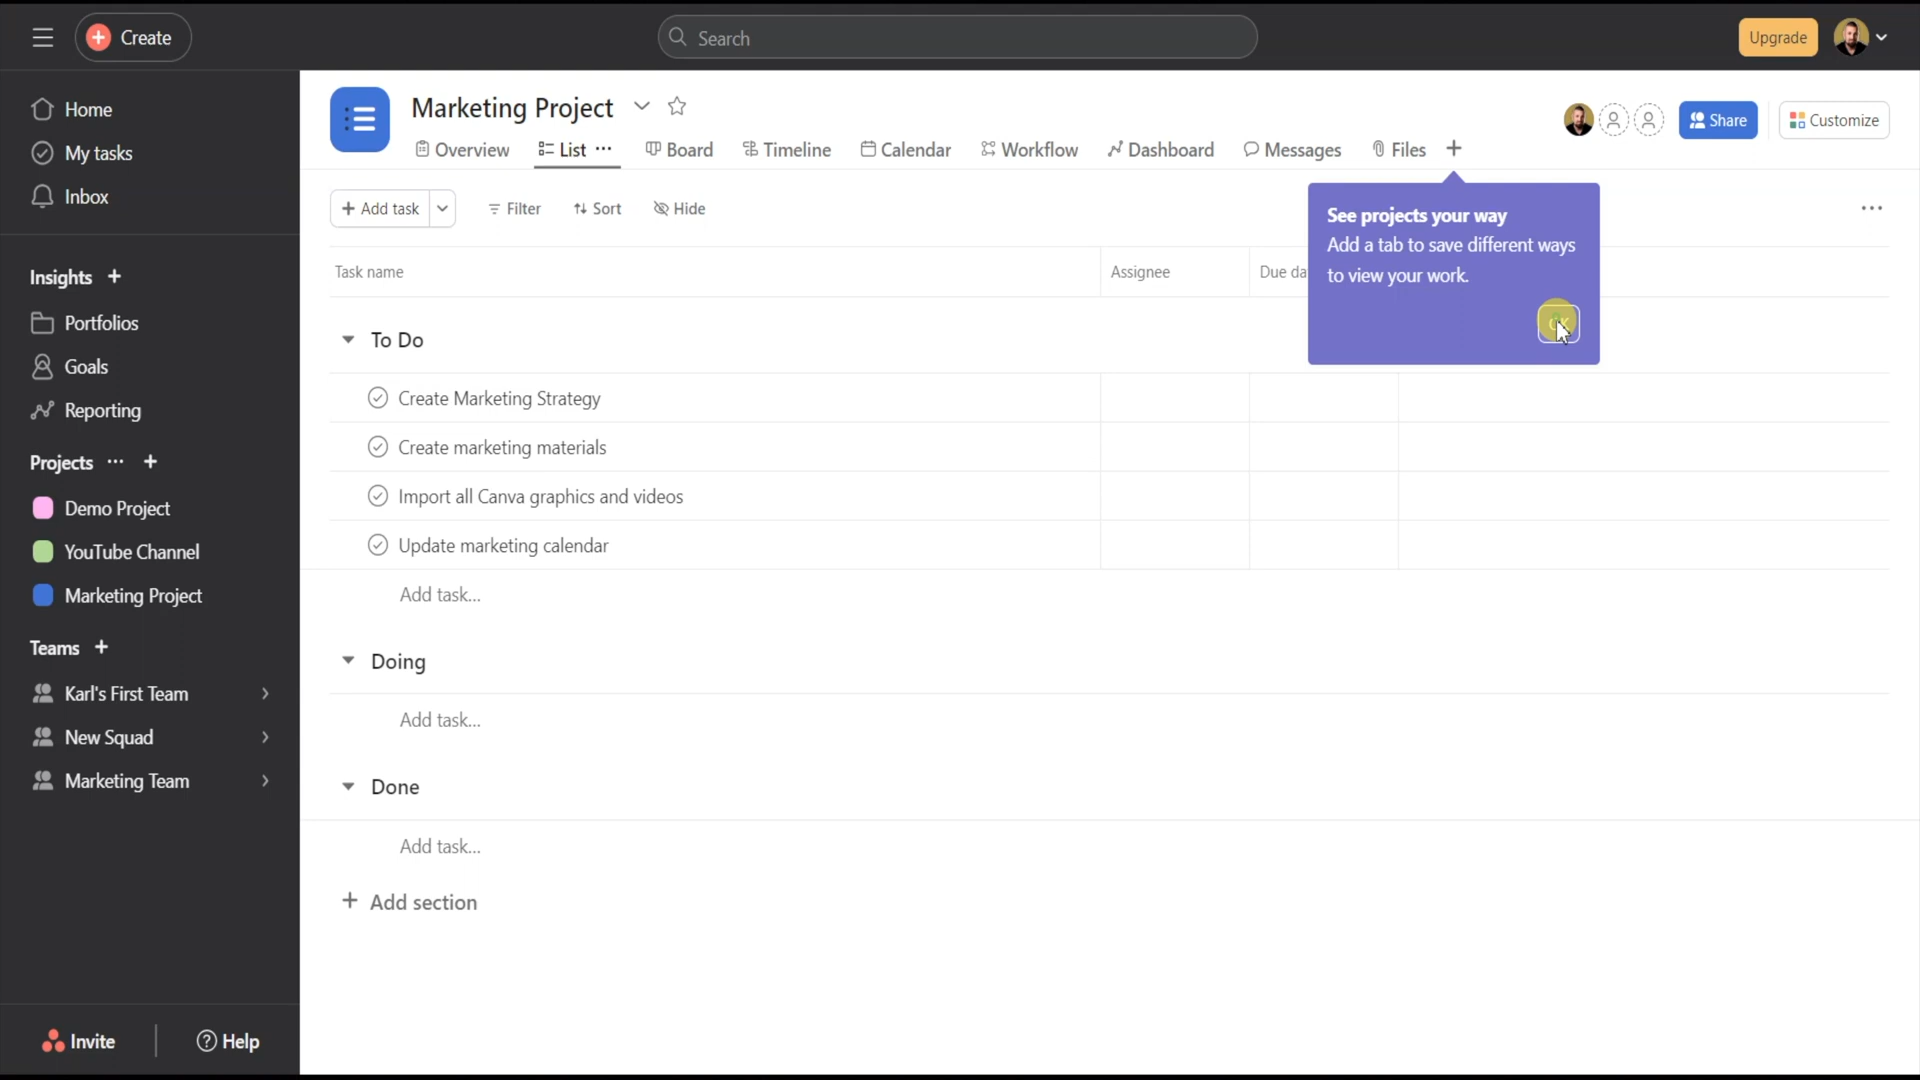 Create
Search
Upgrade
Home
My tasks
Inbox
Insights
Portfolios
Goals
Reporting
Projects
Demo Project
YouTube Channel
Marketing Project
Teams
Karl's First Team
New Squad
Marketing Team
Invite
Help
Marketing Project
Share
Customize
Overview List Board Timeline Calendar Workflow Dashboard Messages Files
Add task Filter Sort Hide
See projects your way
Add a tab to save different ways
to view your work.
Task name Assignee Due da
To Do
Create Marketing Strategy
Create marketing materials
Import all Canva graphics and videos
Update marketing calendar
Add task...
Doing
Add task...
Done
Add task...
Add section